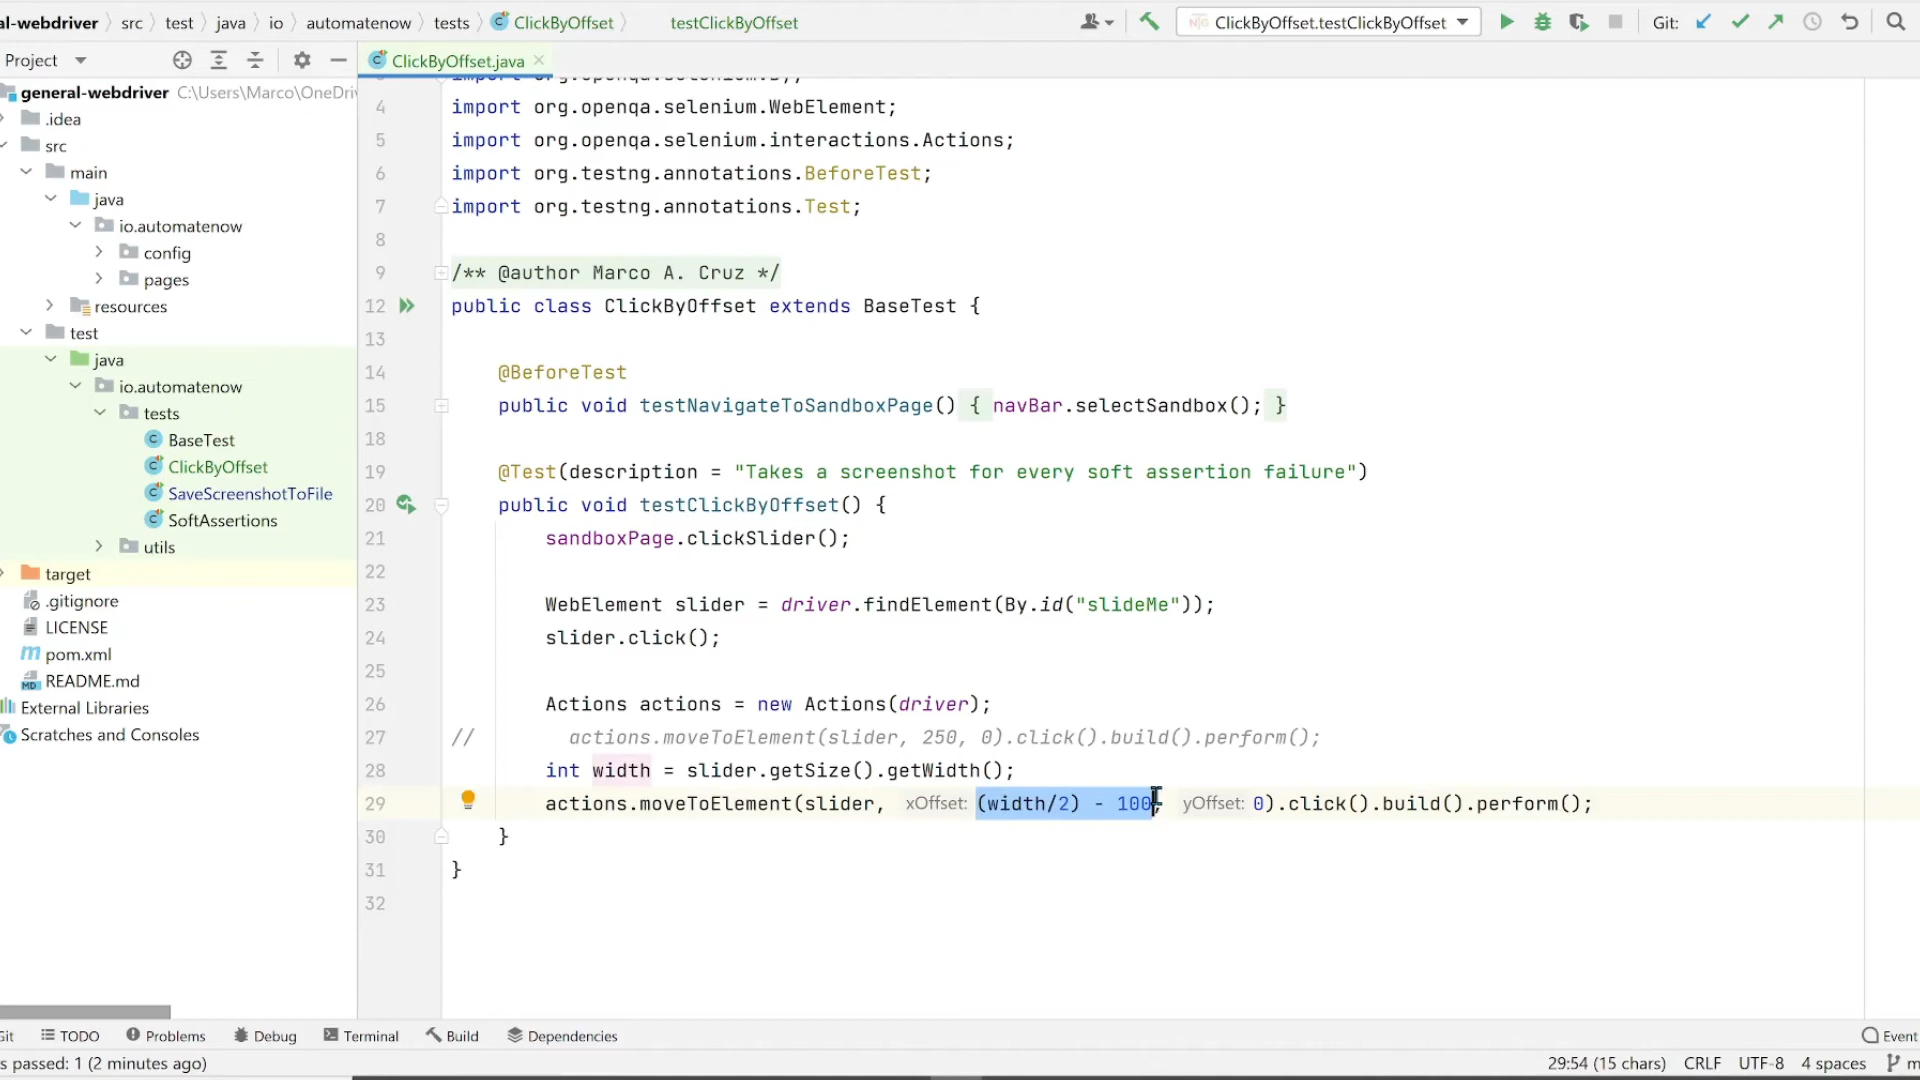 al-webdriver src test java io automatenow tests ClickByOffset testClickByOffset ClickByOffset.testClickByOffset Git:
Project ClickByOffset.java
general-webdriver C:\Users\Marco\OneDriv
.idea
src
main
java
io.automatenow
config
pages
resources
test
java
io.automatenow
tests
BaseTest
ClickByOffset
SaveScreenshotToFile
SoftAssertions
utils
target
.gitignore
LICENSE
pom.xml
README.md
External Libraries
Scratches and Consoles
4 import org.openqa.selenium.WebElement;
5 import org.openqa.selenium.interactions.Actions;
6 import org.testng.annotations.BeforeTest;
7 import org.testng.annotations.Test;
8
9 /** @author Marco A. Cruz */
12 public class ClickByOffset extends BaseTest {
13
14 @BeforeTest
15 public void testNavigateToSandboxPage() { navBar.selectSandbox(); }
18
19 @Test(description = "Takes a screenshot for every soft assertion failure")
20 public void testClickByOffset() {
21 sandboxPage.clickSlider();
22
23 WebElement slider = driver.findElement(By.id("slideMe"));
24 slider.click();
25
26 Actions actions = new Actions(driver);
27 // actions.moveToElement(slider, 250, 0).click().build().perform();
28 int width = slider.getSize().getWidth();
29 actions.moveToElement(slider, xOffset: (width/2) - 100, yOffset: 0).click().build().perform();
30 }
31 }
32
Git TODO Problems Debug Terminal Build Dependencies Event
s passed: 1 (2 minutes ago) 29:54 (15 chars) CRLF UTF-8 4 spaces m